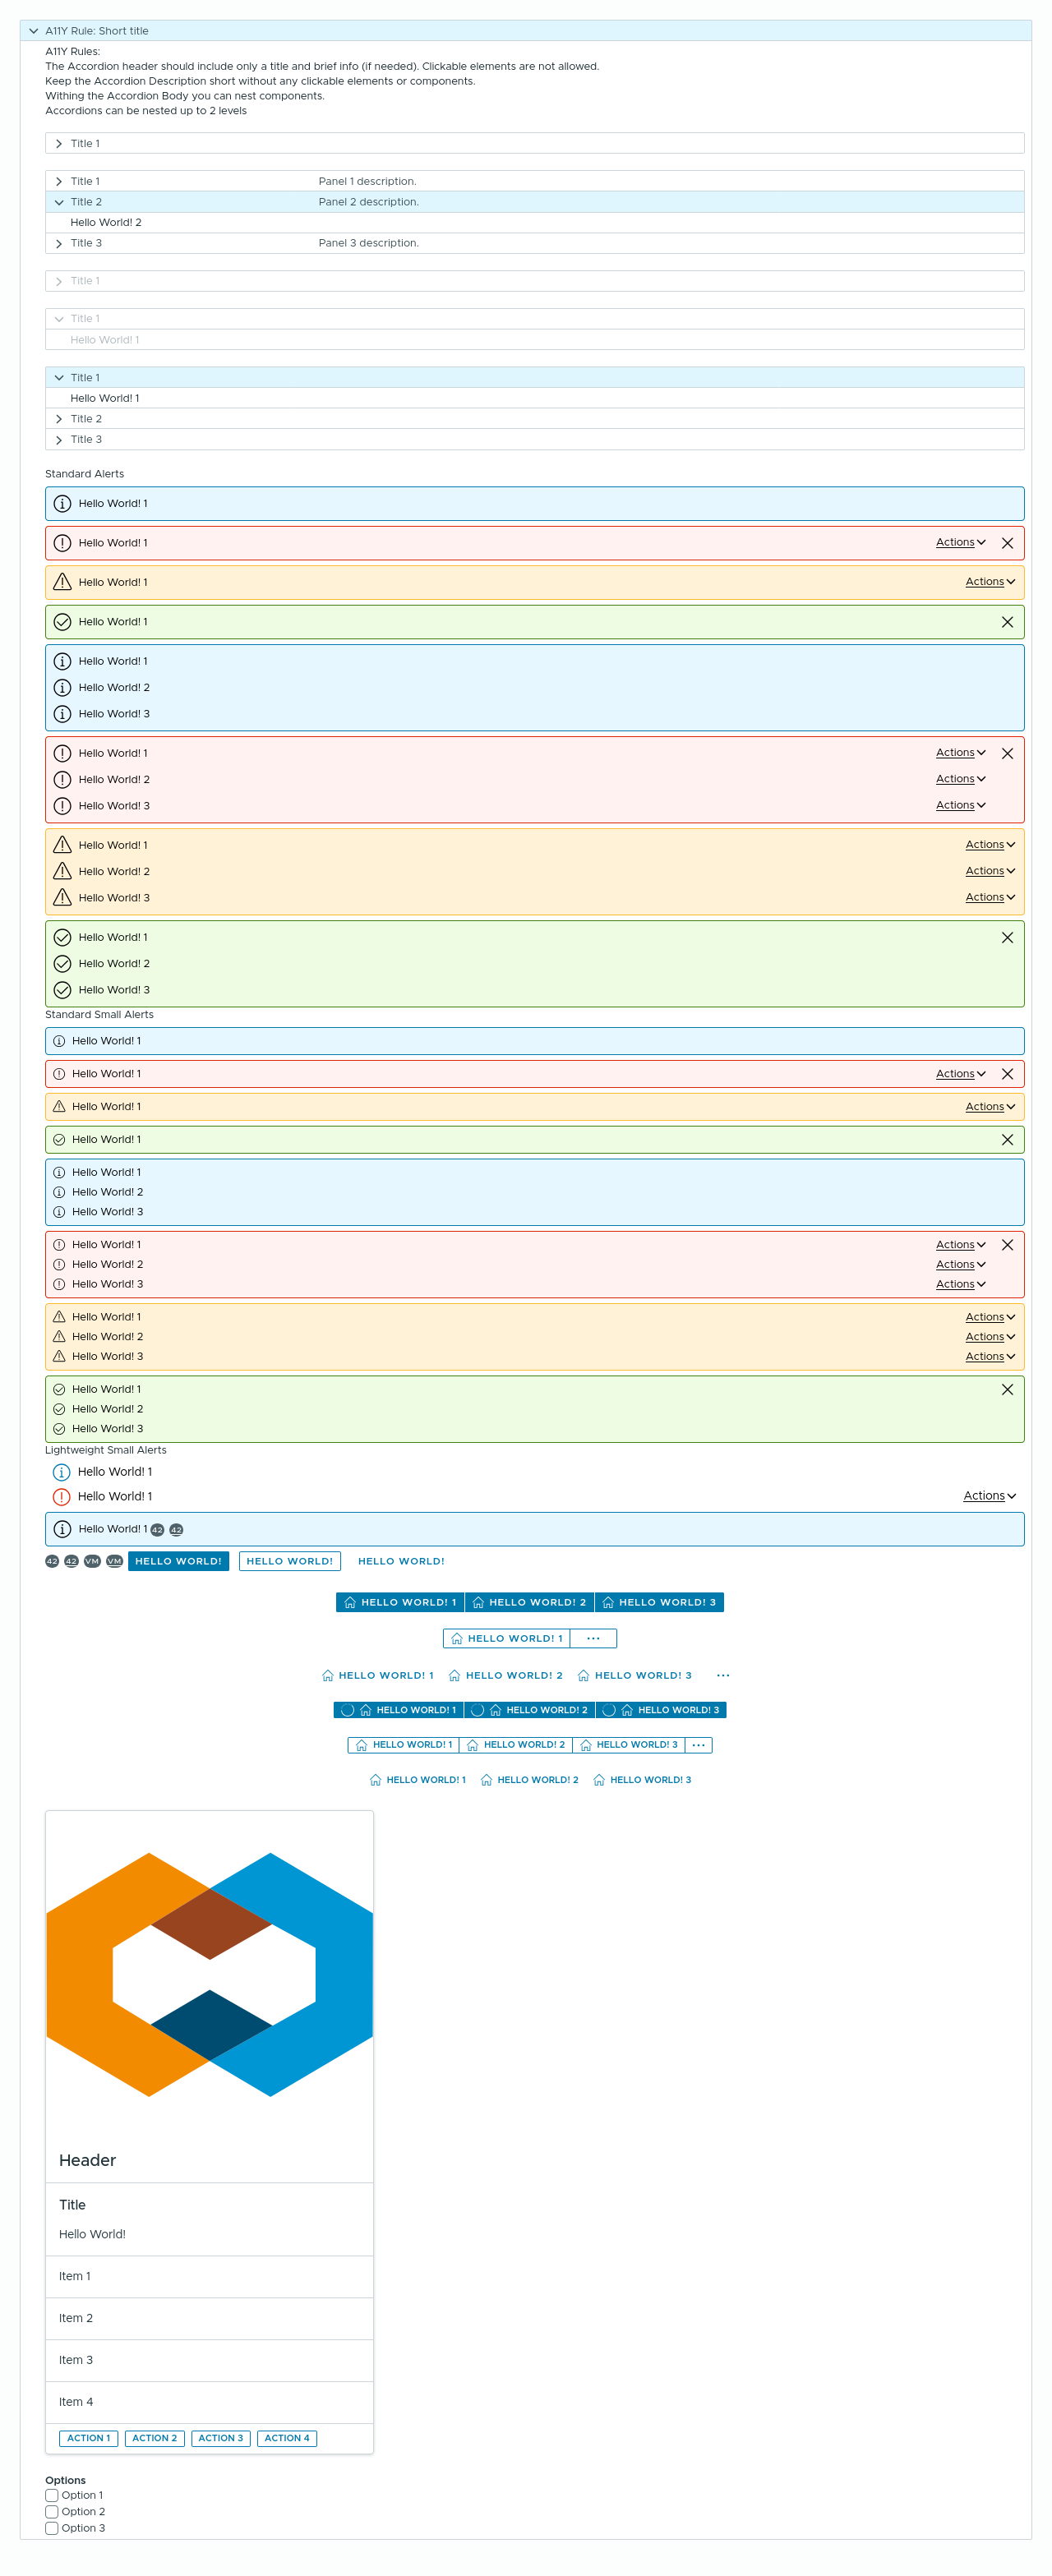 A11Y Rule: Short title
A11Y Rules:
The Accordion header should include only a title and brief info (if needed). Clickable elements are not allowed.
Keep the Accordion Description short without any clickable elements or components.
Withing the Accordion Body you can nest components.
Accordions can be nested up to 2 levels
Title 1
Title 1 Panel 1 description.
Title 2 Panel 2 description.
Hello World! 2
Title 3 Panel 3 description.
Title 1
Title 1
Hello World! 1
Title 1
Hello World! 1
Title 2
Title 3
Standard Alerts
Hello World! 1
Hello World! 1 Actions
Hello World! 1 Actions
Hello World! 1
Hello World! 1
Hello World! 2
Hello World! 3
Hello World! 1 Actions
Hello World! 2 Actions
Hello World! 3 Actions
Hello World! 1 Actions
Hello World! 2 Actions
Hello World! 3 Actions
Hello World! 1
Hello World! 2
Hello World! 3
Standard Small Alerts
Hello World! 1
Hello World! 1 Actions
Hello World! 1 Actions
Hello World! 1
Hello World! 1
Hello World! 2
Hello World! 3
Hello World! 1 Actions
Hello World! 2 Actions
Hello World! 3 Actions
Hello World! 1 Actions
Hello World! 2 Actions
Hello World! 3 Actions
Hello World! 1
Hello World! 2
Hello World! 3
Lightweight Small Alerts
Hello World! 1
Hello World! 1 Actions
Hello World! 1 42 42
42 42 VM VM HELLO WORLD! HELLO WORLD! HELLO WORLD!
HELLO WORLD! 1 HELLO WORLD! 2 HELLO WORLD! 3
HELLO WORLD! 1 ...
HELLO WORLD! 1 HELLO WORLD! 2 HELLO WORLD! 3 ...
HELLO WORLD! 1 HELLO WORLD! 2 HELLO WORLD! 3
HELLO WORLD! 1 HELLO WORLD! 2 HELLO WORLD! 3 ...
HELLO WORLD! 1 HELLO WORLD! 2 HELLO WORLD! 3
Header
Title
Hello World!
Item 1
Item 2
Item 3
Item 4
ACTION 1 ACTION 2 ACTION 3 ACTION 4
Options
Option 1
Option 2
Option 3